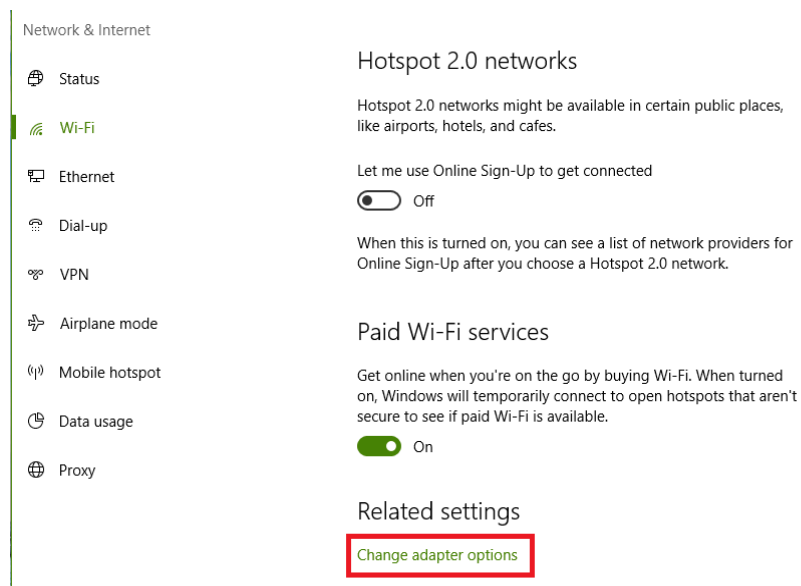 Network & Internet
Status
Wi-Fi
Ethernet
Dial-up
VPN
Airplane mode
Mobile hotspot
Data usage
Proxy
Hotspot 2.0 networks
Hotspot 2.0 networks might be available in certain public places,
like airports, hotels, and cafes.
Let me use Online Sign-Up to get connected
Off
When this is turned on, you can see a list of network providers for
Online Sign-Up after you choose a Hotspot 2.0 network.
Paid Wi-Fi services
Get online when you're on the go by buying Wi-Fi. When turned
on, Windows will temporarily connect to open hotspots that aren't
secure to see if paid Wi-Fi is available.
On
Related settings
Change adapter options